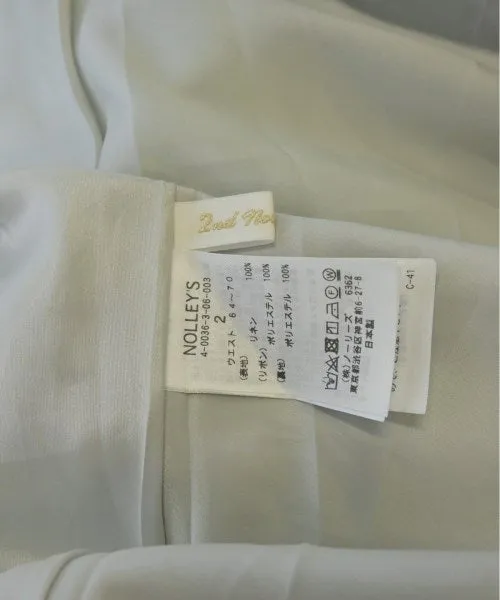 2nd No
NOLLEY'S
4-0036-3-06-003
2
ウエスト 64〜70
(表地) リネン 100%
(リボン) ポリエステル 100%
(裏地) ポリエステル 100%
6362
(株)ノーリーズ
東京都渋谷区神宮前6-27-8
日本製
C-41